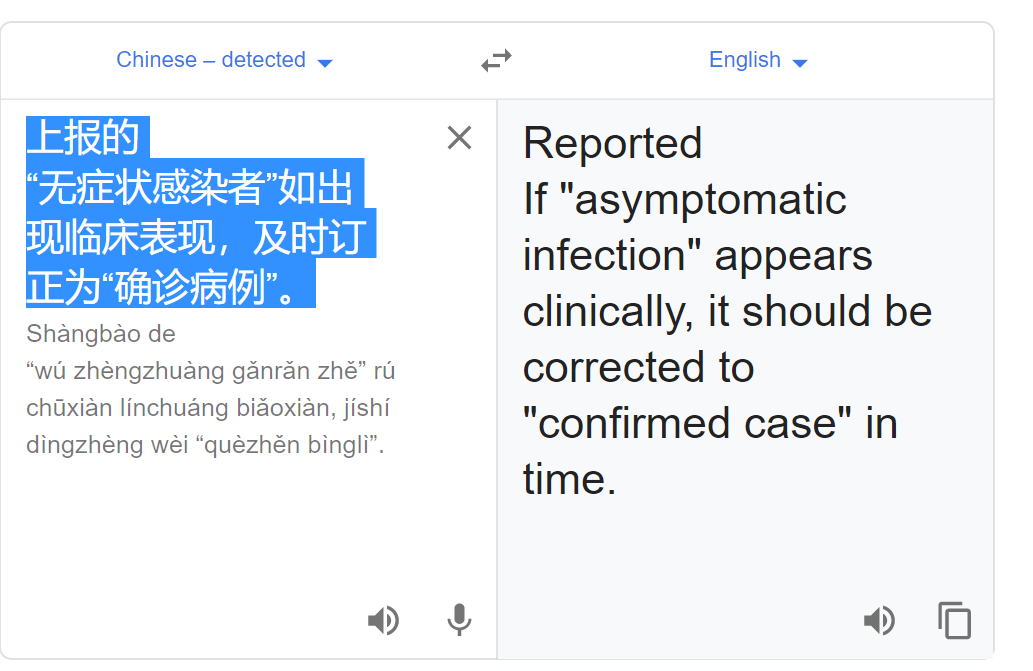 Chinese – detected
English
上报的
“无症状感染者”如出
现临床表现，及时订
正为“确诊病例”。
Shàngbào de
“wú zhèngzhuàng gǎnrǎn zhě” rú
chūxiàn línchuáng biǎoxiàn, jíshí
dìngzhèng wèi “quèzhěn bìnglì”.
Reported
If "asymptomatic
infection" appears
clinically, it should be
corrected to
"confirmed case" in
time.